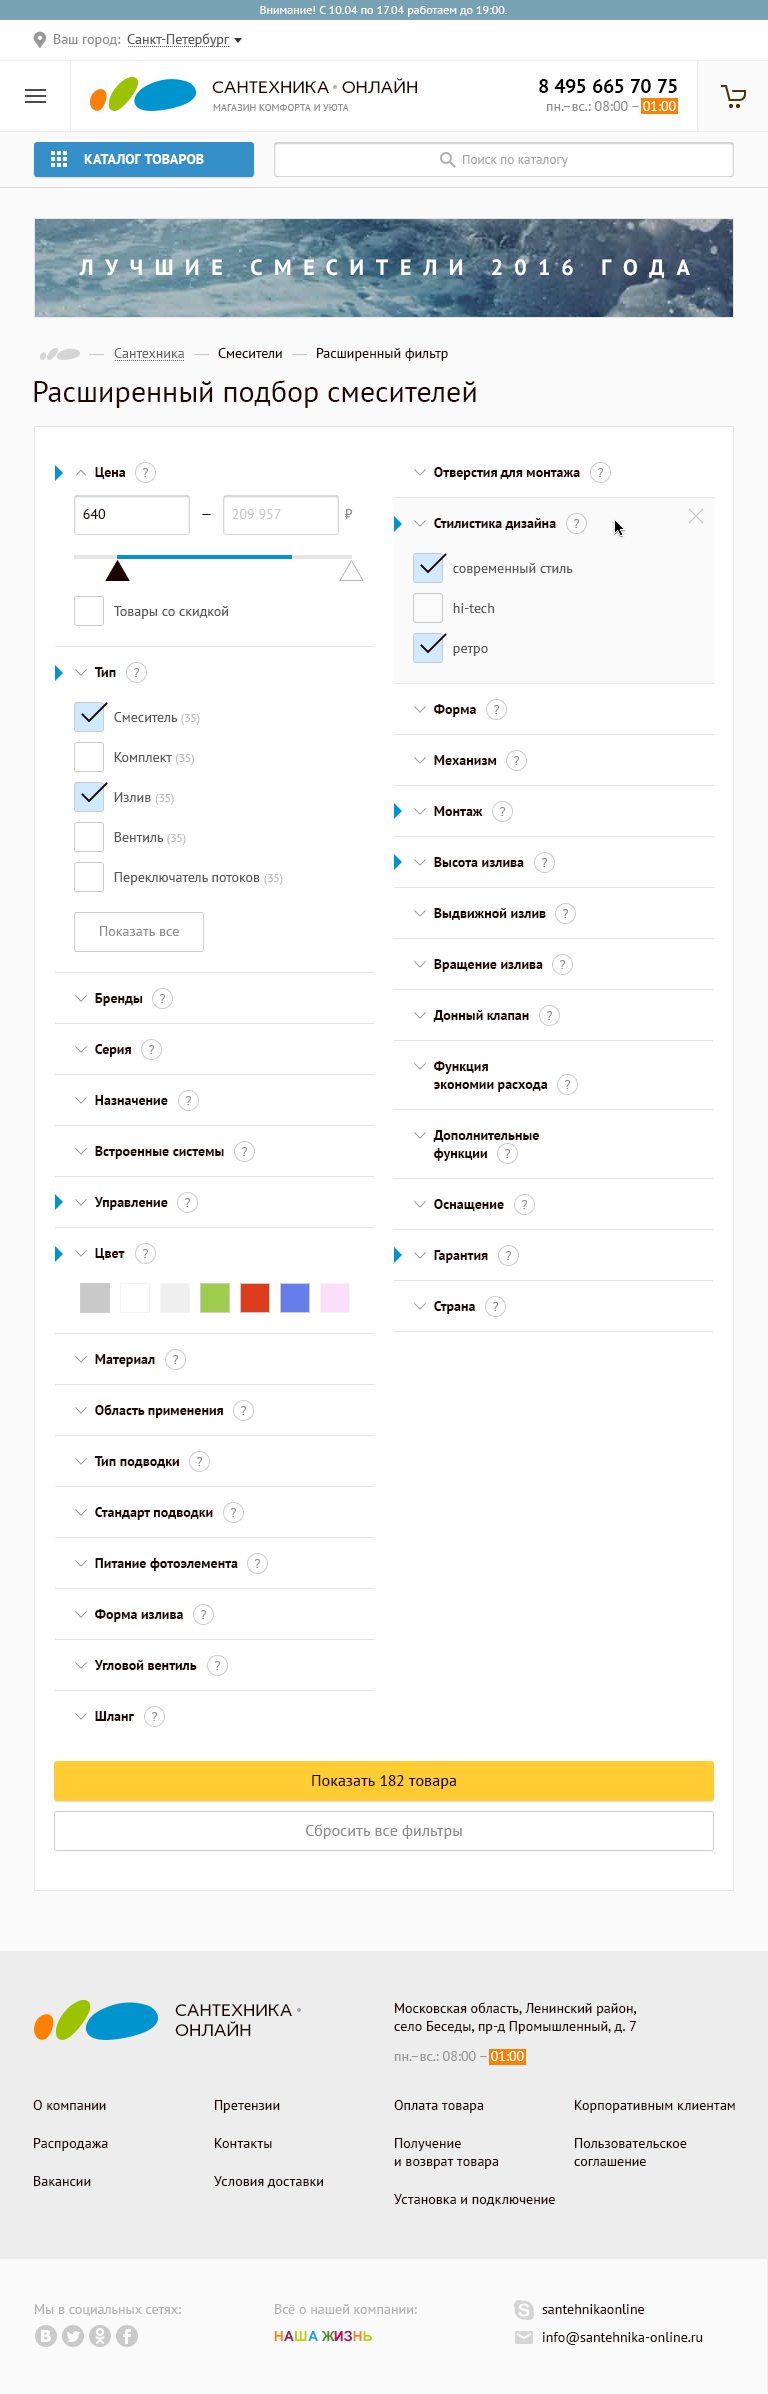 Внимание! С 10.04 по 17.04 работаем до 19:00.
Ваш город: Санкт-Петербург
САНТЕХНИКА • ОНЛАЙН
МАГАЗИН КОМФОРТА И УЮТА
8 495 665 70 75
пн.–вс.: 08:00 – 01:00
КАТАЛОГ ТОВАРОВ
Поиск по каталогу
ЛУЧШИЕ СМЕСИТЕЛИ 2016 ГОДА
— Сантехника — Смесители — Расширенный фильтр
Расширенный подбор смесителей
Цена ?
640 — 209 957 ₽
Товары со скидкой
Тип ?
Смеситель (35)
Комплект (35)
Излив (35)
Вентиль (35)
Переключатель потоков (35)
Показать все
Бренды ?
Серия ?
Назначение ?
Встроенные системы ?
Управление ?
Цвет ?
Материал ?
Область применения ?
Тип подводки ?
Стандарт подводки ?
Питание фотоэлемента ?
Форма излива ?
Угловой вентиль ?
Шланг ?
Отверстия для монтажа ?
Стилистика дизайна ?
современный стиль
hi-tech
ретро
Форма ?
Механизм ?
Монтаж ?
Высота излива ?
Выдвижной излив ?
Вращение излива ?
Донный клапан ?
Функция
экономии расхода ?
Дополнительные
функции ?
Оснащение ?
Гарантия ?
Страна ?
Показать 182 товара
Сбросить все фильтры
САНТЕХНИКА •
ОНЛАЙН
Московская область, Ленинский район,
село Беседы, пр-д Промышленный, д. 7
пн.–вс.: 08:00 – 01:00
О компании
Распродажа
Вакансии
Претензии
Контакты
Условия доставки
Оплата товара
Получение
и возврат товара
Установка и подключение
Корпоративным клиентам
Пользовательское
соглашение
Мы в социальных сетях:
Всё о нашей компании:
НАША ЖИЗНЬ
santehnikaonline
info@santehnika-online.ru